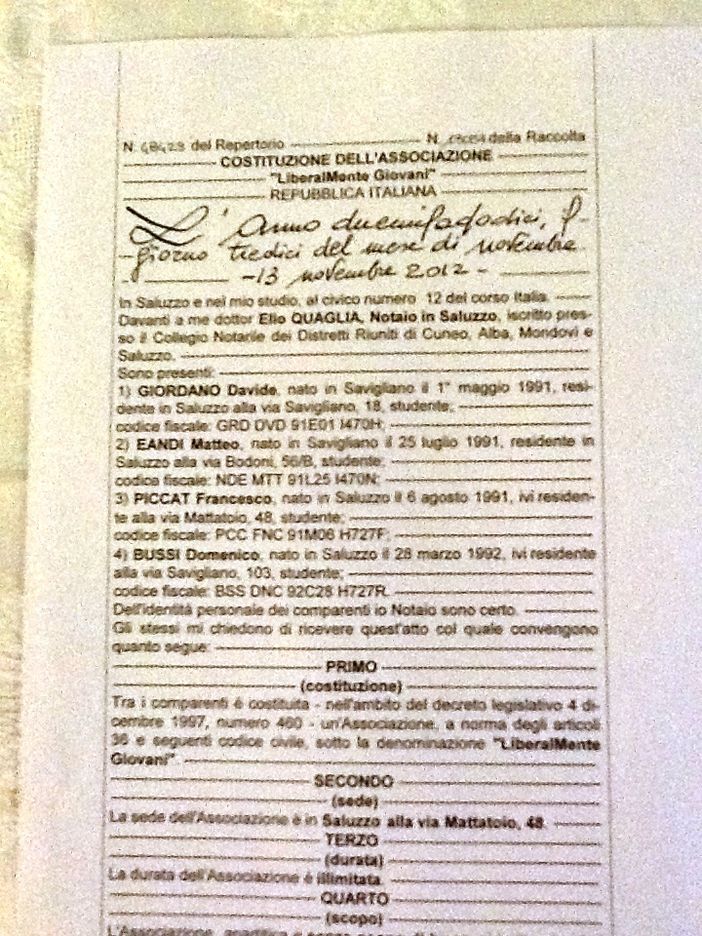 N. 48423 del Repertorio N. della Raccolta
COSTITUZIONE DELL'ASSOCIAZIONE
"LiberalMente Giovani"
REPUBBLICA ITALIANA
L'Anno duemiladodici, il
giorno tredici del mese di novembre
-13 novembre 2012-
In Saluzzo e nel mio studio, al civico numero 12 del corso Italia.
Davanti a me dottor Elio QUAGLIA, Notaio in Saluzzo, iscritto pres-
so il Collegio Notarile dei Distretti Riuniti di Cuneo, Alba, Mondovì e
Saluzzo,
Sono presenti:
1) GIORDANO Davide, nato in Savigliano il 1° maggio 1991, resi-
dente in Saluzzo alla via Savigliano, 18, studente;
codice fiscale: GRD DVD 91E01 I470H;
2) EANDI Matteo, nato in Savigliano il 25 luglio 1991, residente in
Saluzzo alla via Bodoni, 56/B, studente;
codice fiscale: NDE MTT 91L25 I470N;
3) PICCAT Francesco, nato in Saluzzo il 6 agosto 1991, ivi residen-
te alla via Mattatoio, 48, studente;
codice fiscale: PCC FNC 91M06 H727F;
4) BUSSI Domenico, nato in Saluzzo il 28 marzo 1992, ivi residente
alla via Savigliano, 103, studente;
codice fiscale: BSS DNC 92C28 H727R.
Dell'identità personale dei comparenti io Notaio sono certo.
Gli stessi mi chiedono di ricevere quest'atto col quale convengono
quanto segue:
PRIMO
(costituzione)
Tra i comparenti é costituita - nell'ambito del decreto legislativo 4 di-
cembre 1997, numero 460 - un'Associazione, a norma degli articoli
36 e seguenti codice civile, sotto la denominazione "LiberalMente
Giovani".
SECONDO
(sede)
La sede dell'Associazione è in Saluzzo alla via Mattatoio, 48.
TERZO
(durata)
La durata dell'Associazione è illimitata.
QUARTO
(scopo)
L'Associazione, apartitica e